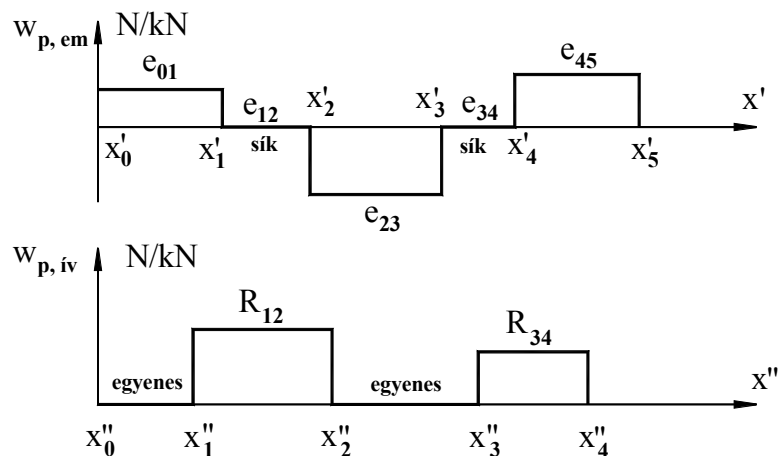 w_p, em N/kN
e_01 e_12 e_34 e_45
x'_2 x'_3 x'
x'_0 x'_1 sík sík x'_4 x'_5
e_23
w_p, ív N/kN
R_12 R_34
egyenes egyenes x"
x"_0 x"_1 x"_2 x"_3 x"_4